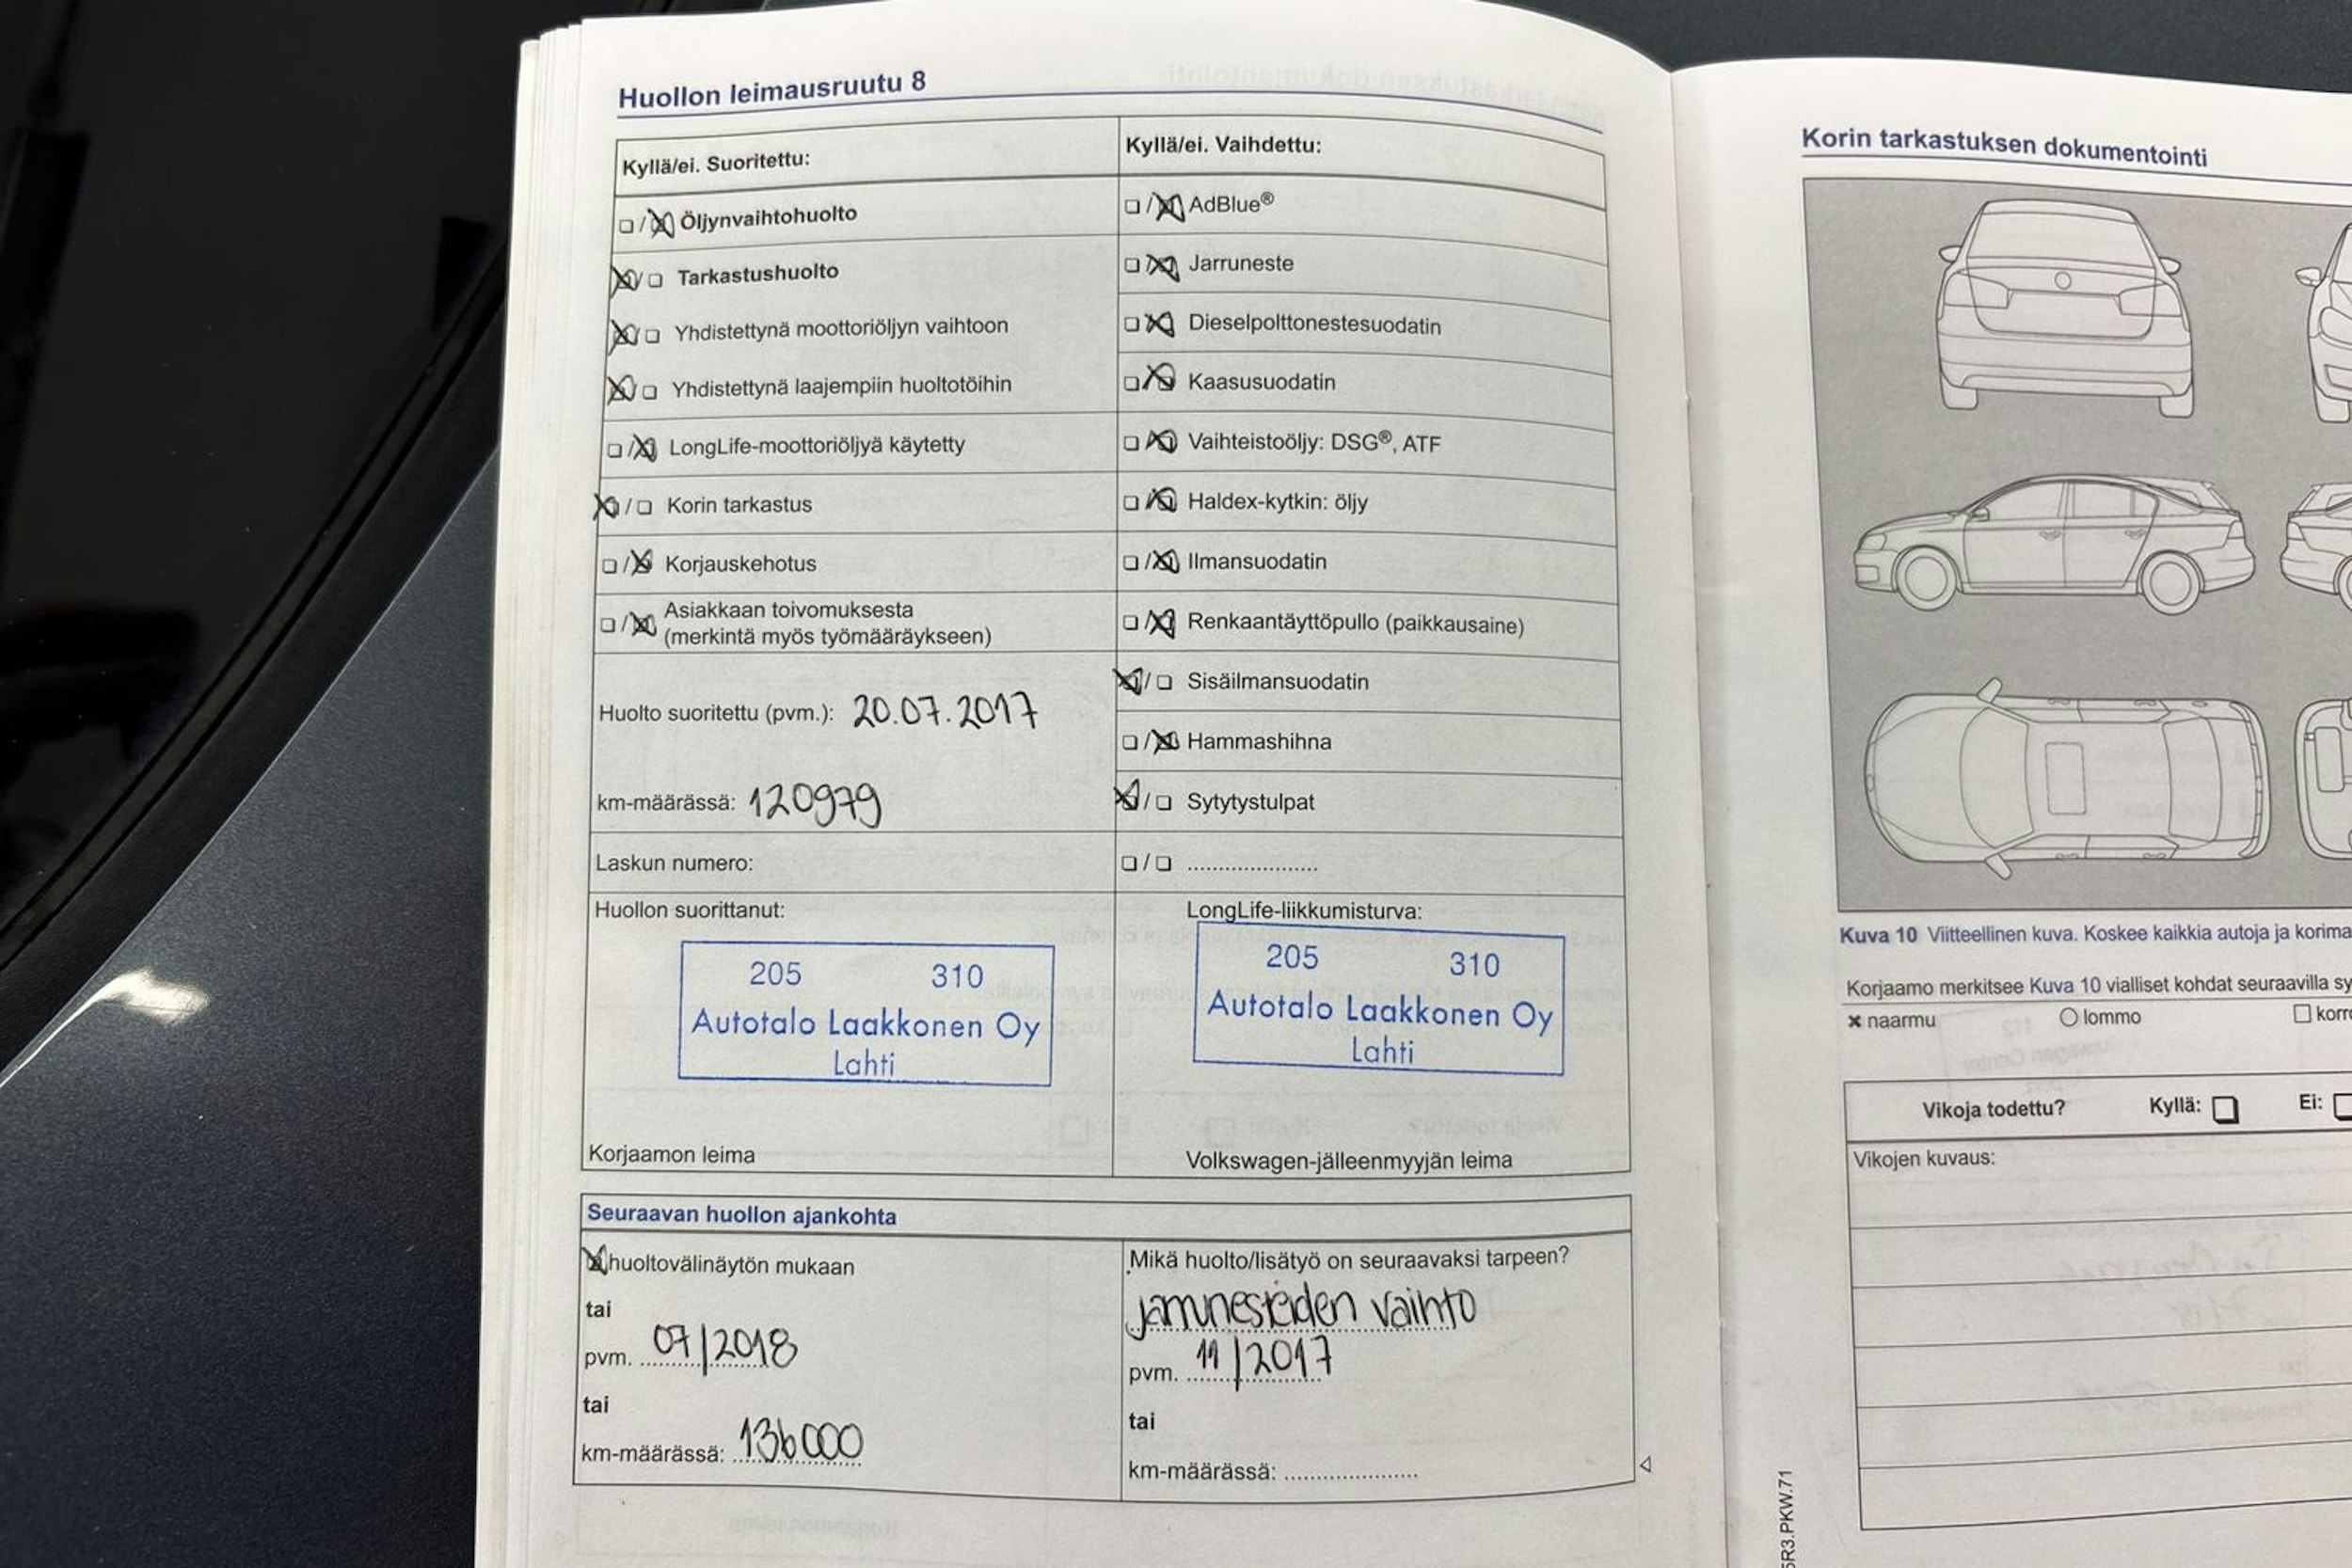 Huollon leimausruutu 8
Kyllä/ei. Suoritettu:
☐/☒ Öljynvaihtohuolto
☒/☐ Tarkastushuolto
☒/☐ Yhdistettynä moottoriöljyn vaihtoon
☒/☐ Yhdistettynä laajempiin huoltotöihin
☐/☒ LongLife-moottoriöljyä käytetty
☒/☐ Korin tarkastus
☐/☒ Korjauskehotus
☐/☒ Asiakkaan toivomuksesta
(merkintä myös työmääräykseen)
Huolto suoritettu (pvm.): 20.07.2017
km-määrässä: 120979
Laskun numero:
Huollon suorittanut:
205 310
Autotalo Laakkonen Oy
Lahti
Korjaamon leima
Kyllä/ei. Vaihdettu:
☐/☒ AdBlue®
☐/☒ Jarruneste
☐/☒ Dieselpolttonestesuodatin
☐/☒ Kaasusuodatin
☐/☒ Vaihteistoöljy: DSG®, ATF
☐/☒ Haldex-kytkin: öljy
☐/☒ Ilmansuodatin
☐/☒ Renkaantäyttöpullo (paikkausaine)
☒/☐ Sisäilmansuodatin
☐/☒ Hammashihna
☒/☐ Sytytystulpat
☐/☐ ......................
LongLife-liikkumisturva:
205 310
Autotalo Laakkonen Oy
Lahti
Volkswagen-jälleenmyyjän leima
Seuraavan huollon ajankohta
☒ huoltovälinäytön mukaan
tai
pvm. 07/2018
tai
km-määrässä: 136000
Mikä huolto/lisätyö on seuraavaksi tarpeen?
jarrunesteiden vaihto
pvm. 11/2017
tai
km-määrässä: ......................
Korin tarkastuksen dokumentointi
Kuva 10 Viitteellinen kuva. Koskee kaikkia autoja ja korima
Korjaamo merkitsee Kuva 10 vialliset kohdat seuraavilla sy
× naarmu ○ lommo ☐ korro
Vikoja todettu? Kyllä: ☐ Ei: ☐
Vikojen kuvaus:
5R3.PKW.71